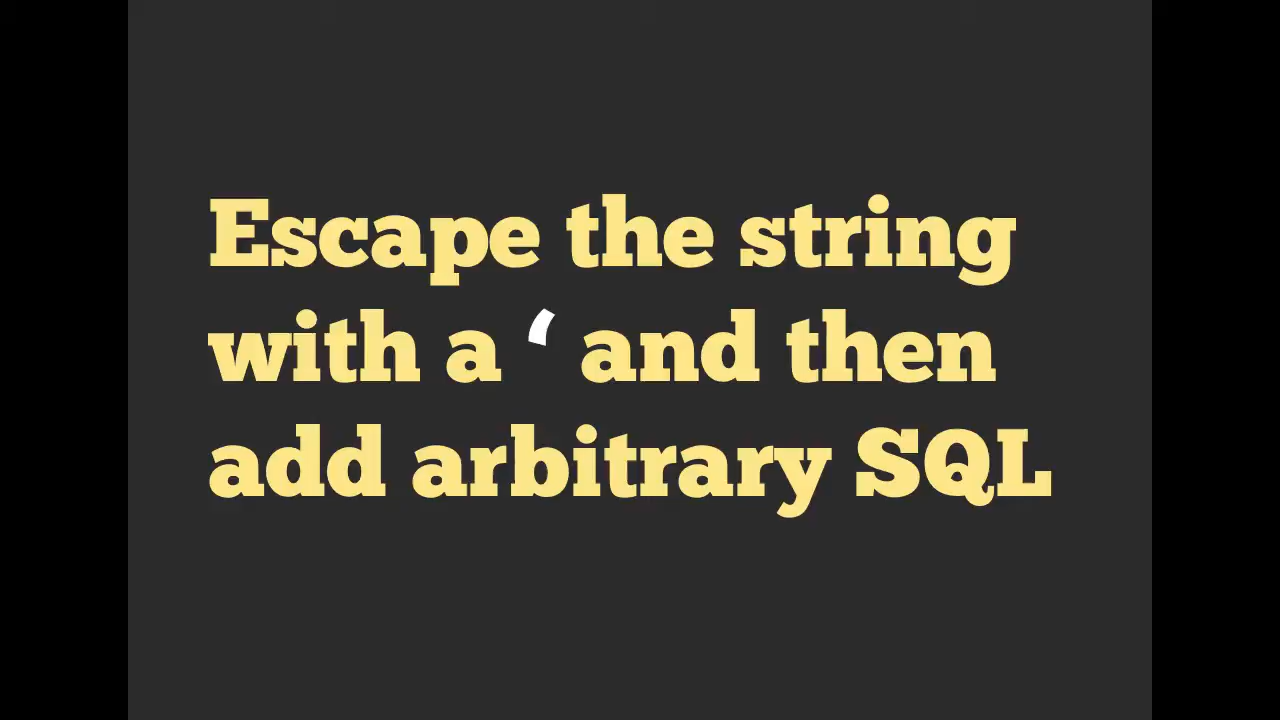 Escape the string
with a ‘ and then
add arbitrary SQL